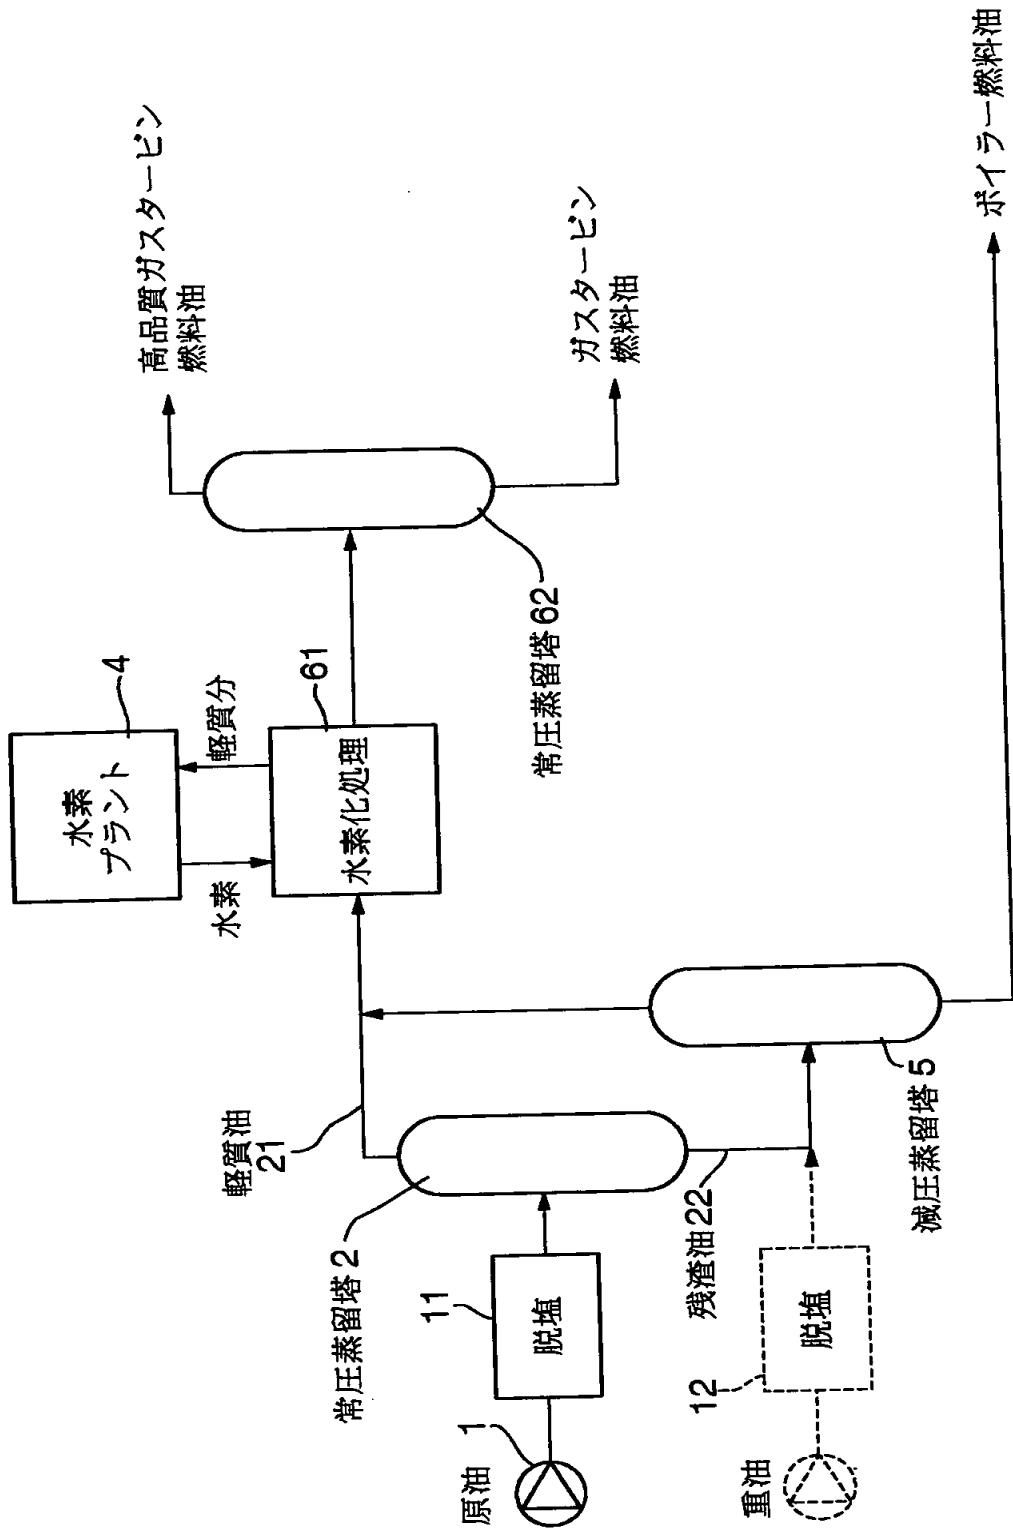 原油
1
脱塩
11
常圧蒸留塔2
軽質油
21
残渣油22
重油
脱塩
12
減圧蒸留塔5
水素
プラント
4
水素
軽質分
水素化処理
61
常圧蒸留塔62
高品質ガスタービン
燃料油
ガスタービン
燃料油
ボイラー燃料油